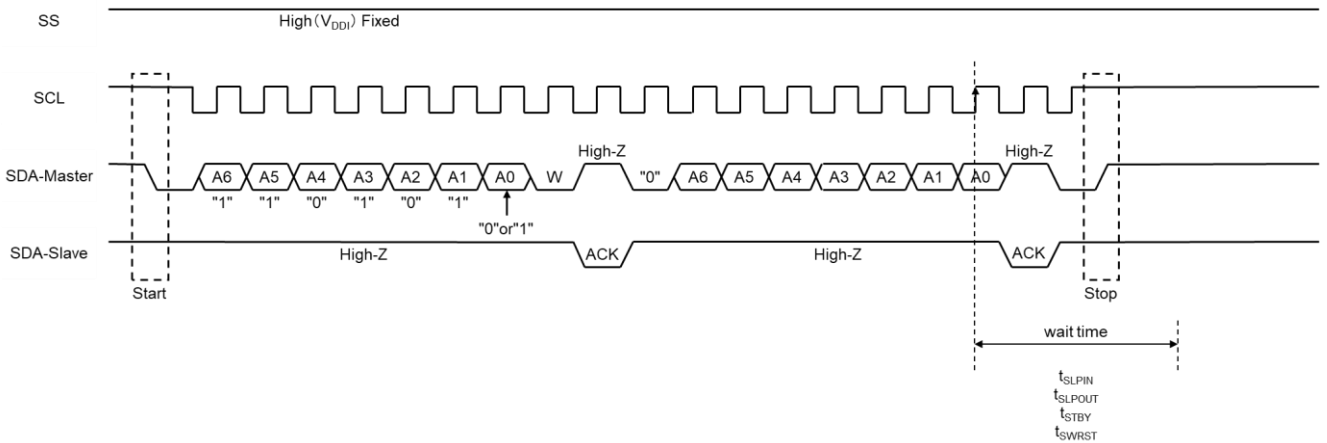 SS
High(V_DDI) Fixed
SCL
High-Z High-Z
SDA-Master A6 A5 A4 A3 A2 A1 A0 W "0" A6 A5 A4 A3 A2 A1 A0
"1" "1" "0" "1" "0" "1"
"0"or"1"
SDA-Slave High-Z ACK High-Z ACK
Start Stop
wait time
tSLPIN
tSLPOUT
tSTBY
tSWRST